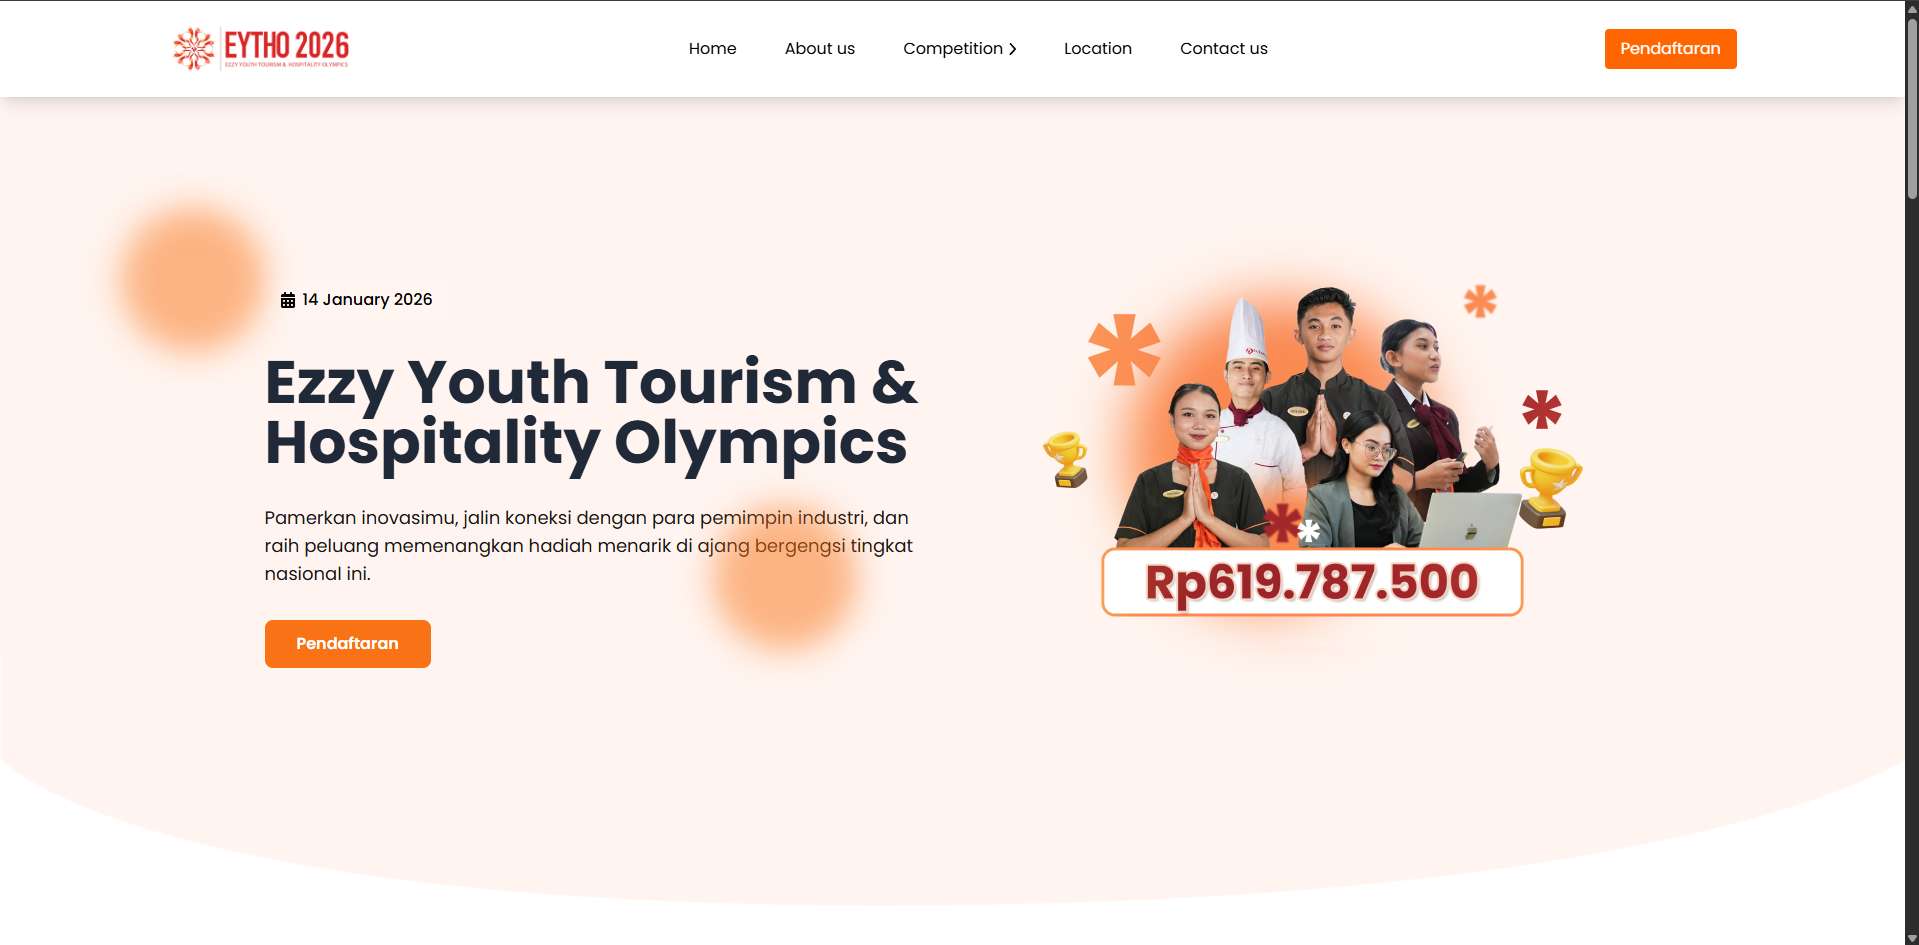 EYTHO 2026
EZZY YOUTH TOURISM & HOSPITALITY OLYMPICS
Home
About us
Competition
Location
Contact us
Pendaftaran
14 January 2026
Ezzy Youth Tourism &
Hospitality Olympics
Pamerkan inovasimu, jalin koneksi dengan para pemimpin industri, dan
raih peluang memenangkan hadiah menarik di ajang bergengsi tingkat
nasional ini.
Pendaftaran
Rp619.787.500